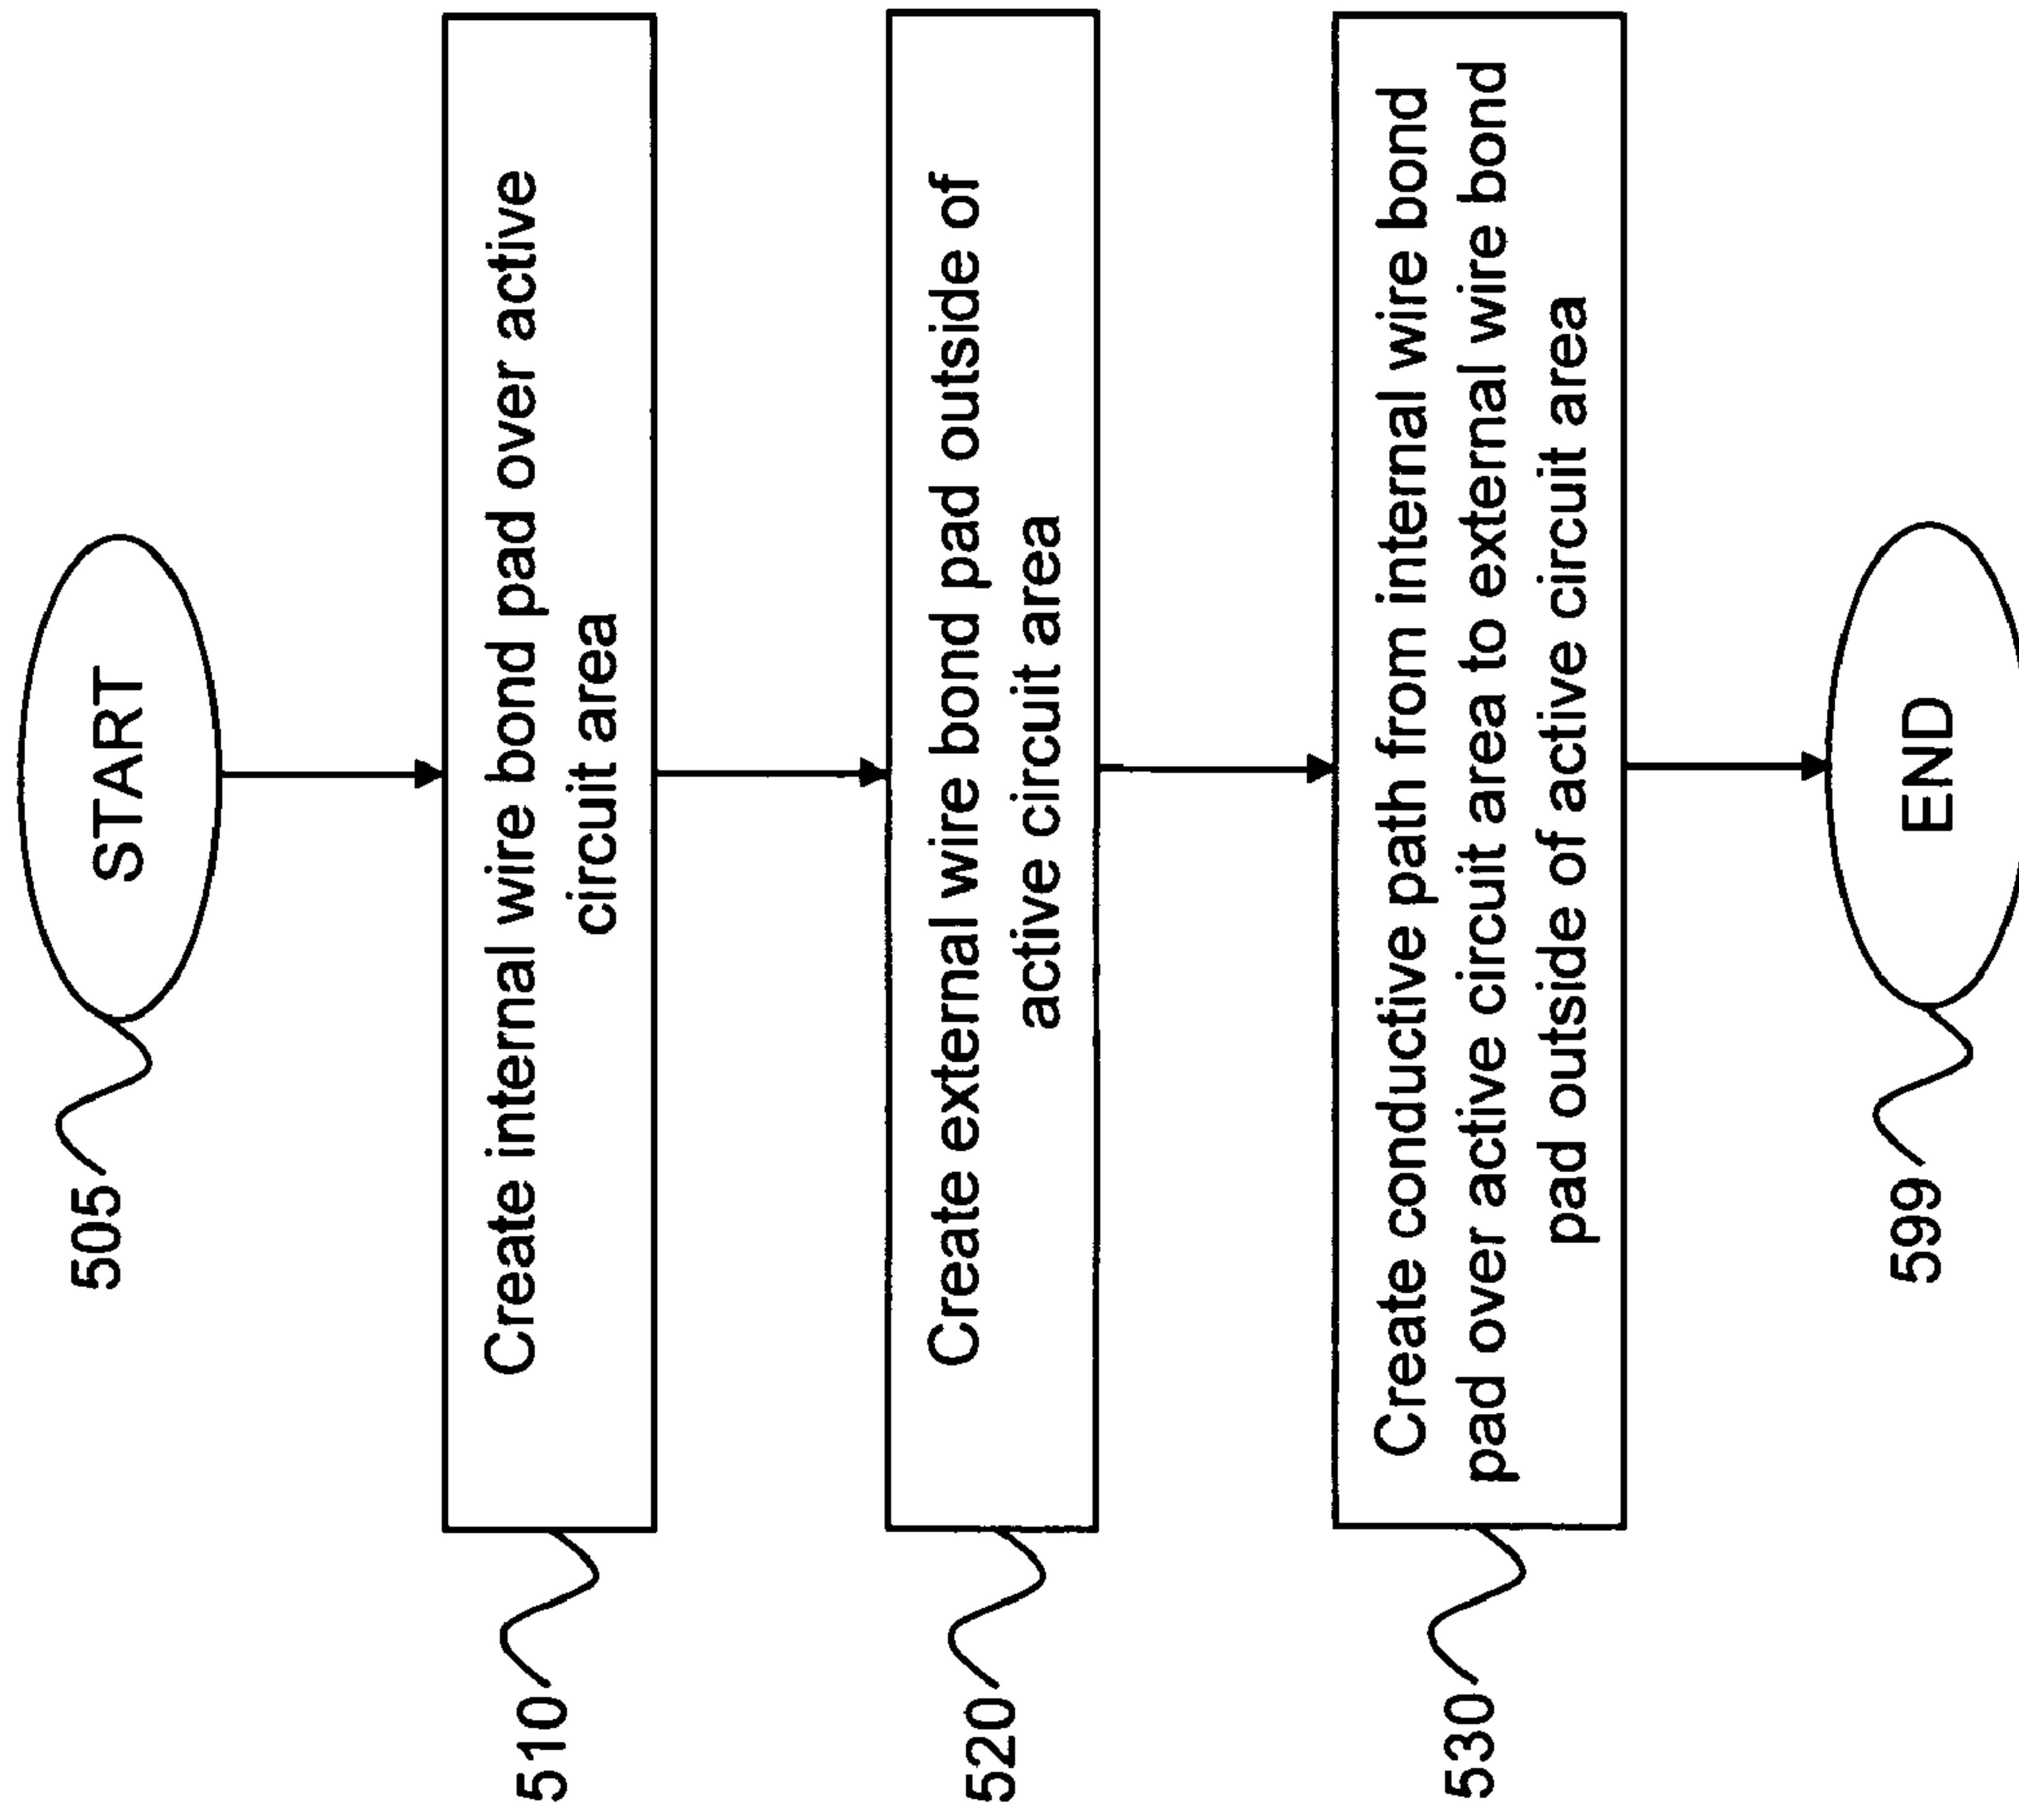 START
505
Create internal wire bond pad over active
circuit area
510
Create external wire bond pad outside of
active circuit area
520
Create conductive path from internal wire bond
pad over active circuit area to external wire bond
pad outside of active circuit area
530
END
599